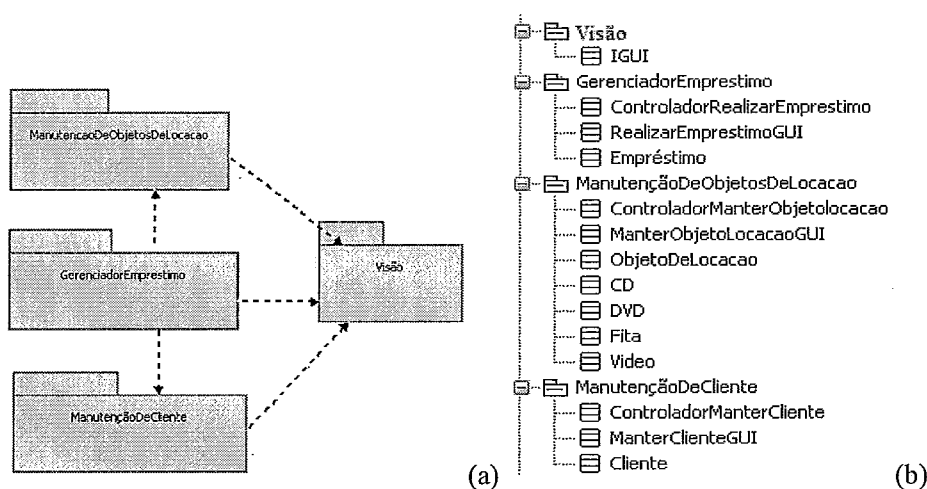 ManutencaoDeObjetosDeLocacao
GerenciadorEmprestimo
Visão
ManutençãoDeCliente
(a)
Visão
IGUI
GerenciadorEmprestimo
ControladorRealizarEmprestimo
RealizarEmprestimoGUI
Empréstimo
ManutençãoDeObjetosDeLocacao
ControladorManterObjetolocacao
ManterObjetoLocacaoGUI
ObjetoDeLocacao
CD
DVD
Fita
Video
ManutençãoDeCliente
ControladorManterCliente
ManterClienteGUI
Cliente
(b)